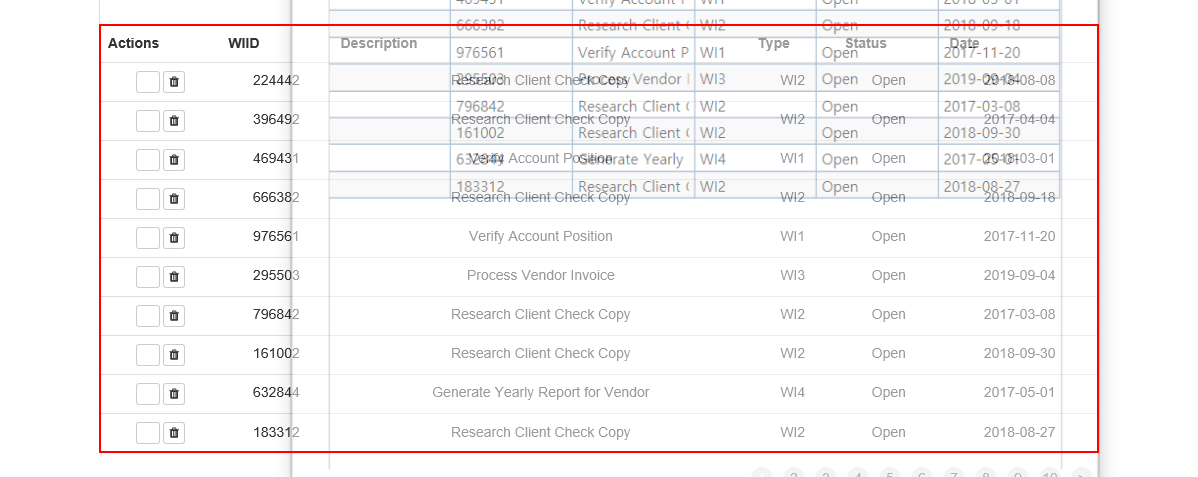 469431 Verify Account WI1 Open 2018-03-01
666382 Research Client C WI2 Open 2018-09-18
Actions WIID Description Type Status Date
976561 Verify Account P WI1 Open 2017-11-20
224442 Research Client Check Copy WI2 Open 2018-08-08
295503 Process Vendor I WI3 Open 2019-09-04
796842 Research Client C WI2 Open 2017-03-08
396492 Research Client Check Copy WI2 Open 2017-04-04
161002 Research Client C WI2 Open 2018-09-30
469431 Verify Account Position WI1 Open 2018-03-01
632844 Generate Yearly WI4 Open 2017-05-01
183312 Research Client C WI2 Open 2018-08-27
666382 Research Client Check Copy WI2 Open 2018-09-18
976561 Verify Account Position WI1 Open 2017-11-20
295503 Process Vendor Invoice WI3 Open 2019-09-04
796842 Research Client Check Copy WI2 Open 2017-03-08
161002 Research Client Check Copy WI2 Open 2018-09-30
632844 Generate Yearly Report for Vendor WI4 Open 2017-05-01
183312 Research Client Check Copy WI2 Open 2018-08-27
2 3 4 5 6 7 8 9 10 >